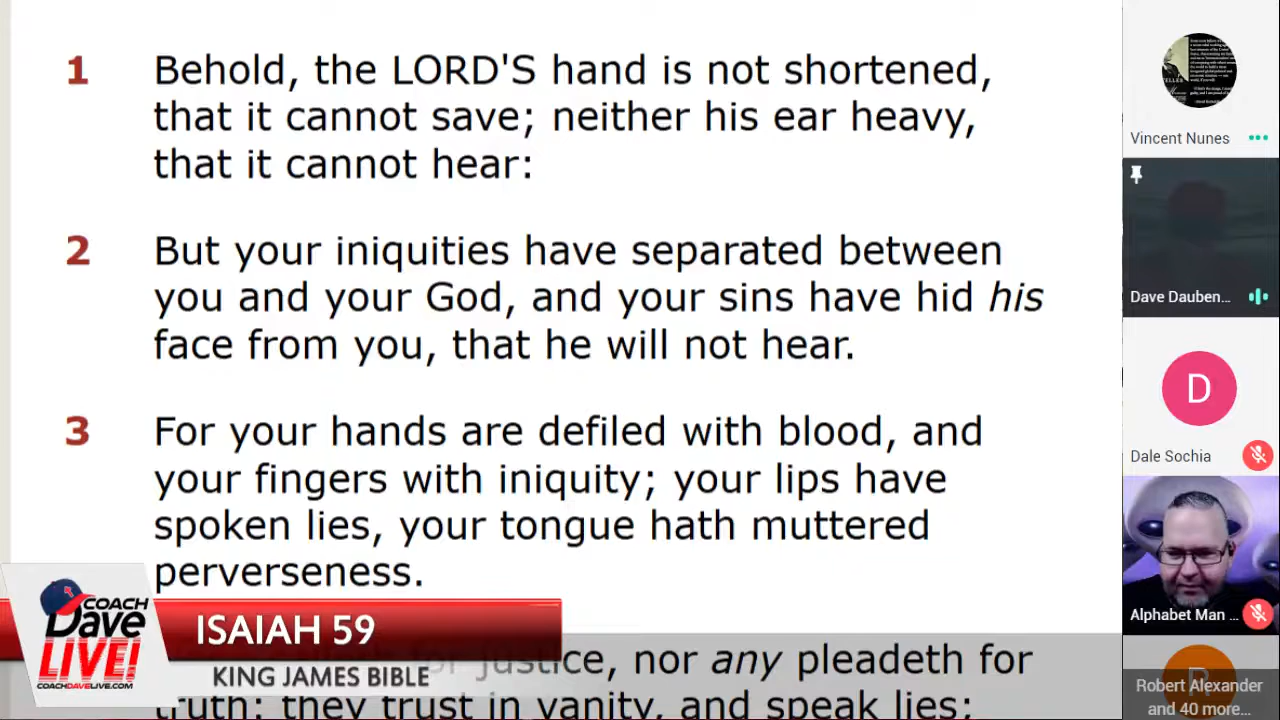 1 Behold, the LORD'S hand is not shortened,
that it cannot save; neither his ear heavy,
that it cannot hear:
2 But your iniquities have separated between
you and your God, and your sins have hid his
face from you, that he will not hear.
3 For your hands are defiled with blood, and
your fingers with iniquity; your lips have
spoken lies, your tongue hath muttered
perverseness.
for justice, nor any pleadeth for
truth: they trust in vanity, and speak lies;
COACH
Dave
LIVE!
COACHDAVELIVE.COM
ISAIAH 59
KING JAMES BIBLE
Vincent Nunes
Dave Dauben...
D
Dale Sochia
Alphabet Man ...
R
Robert Alexander
and 40 more...